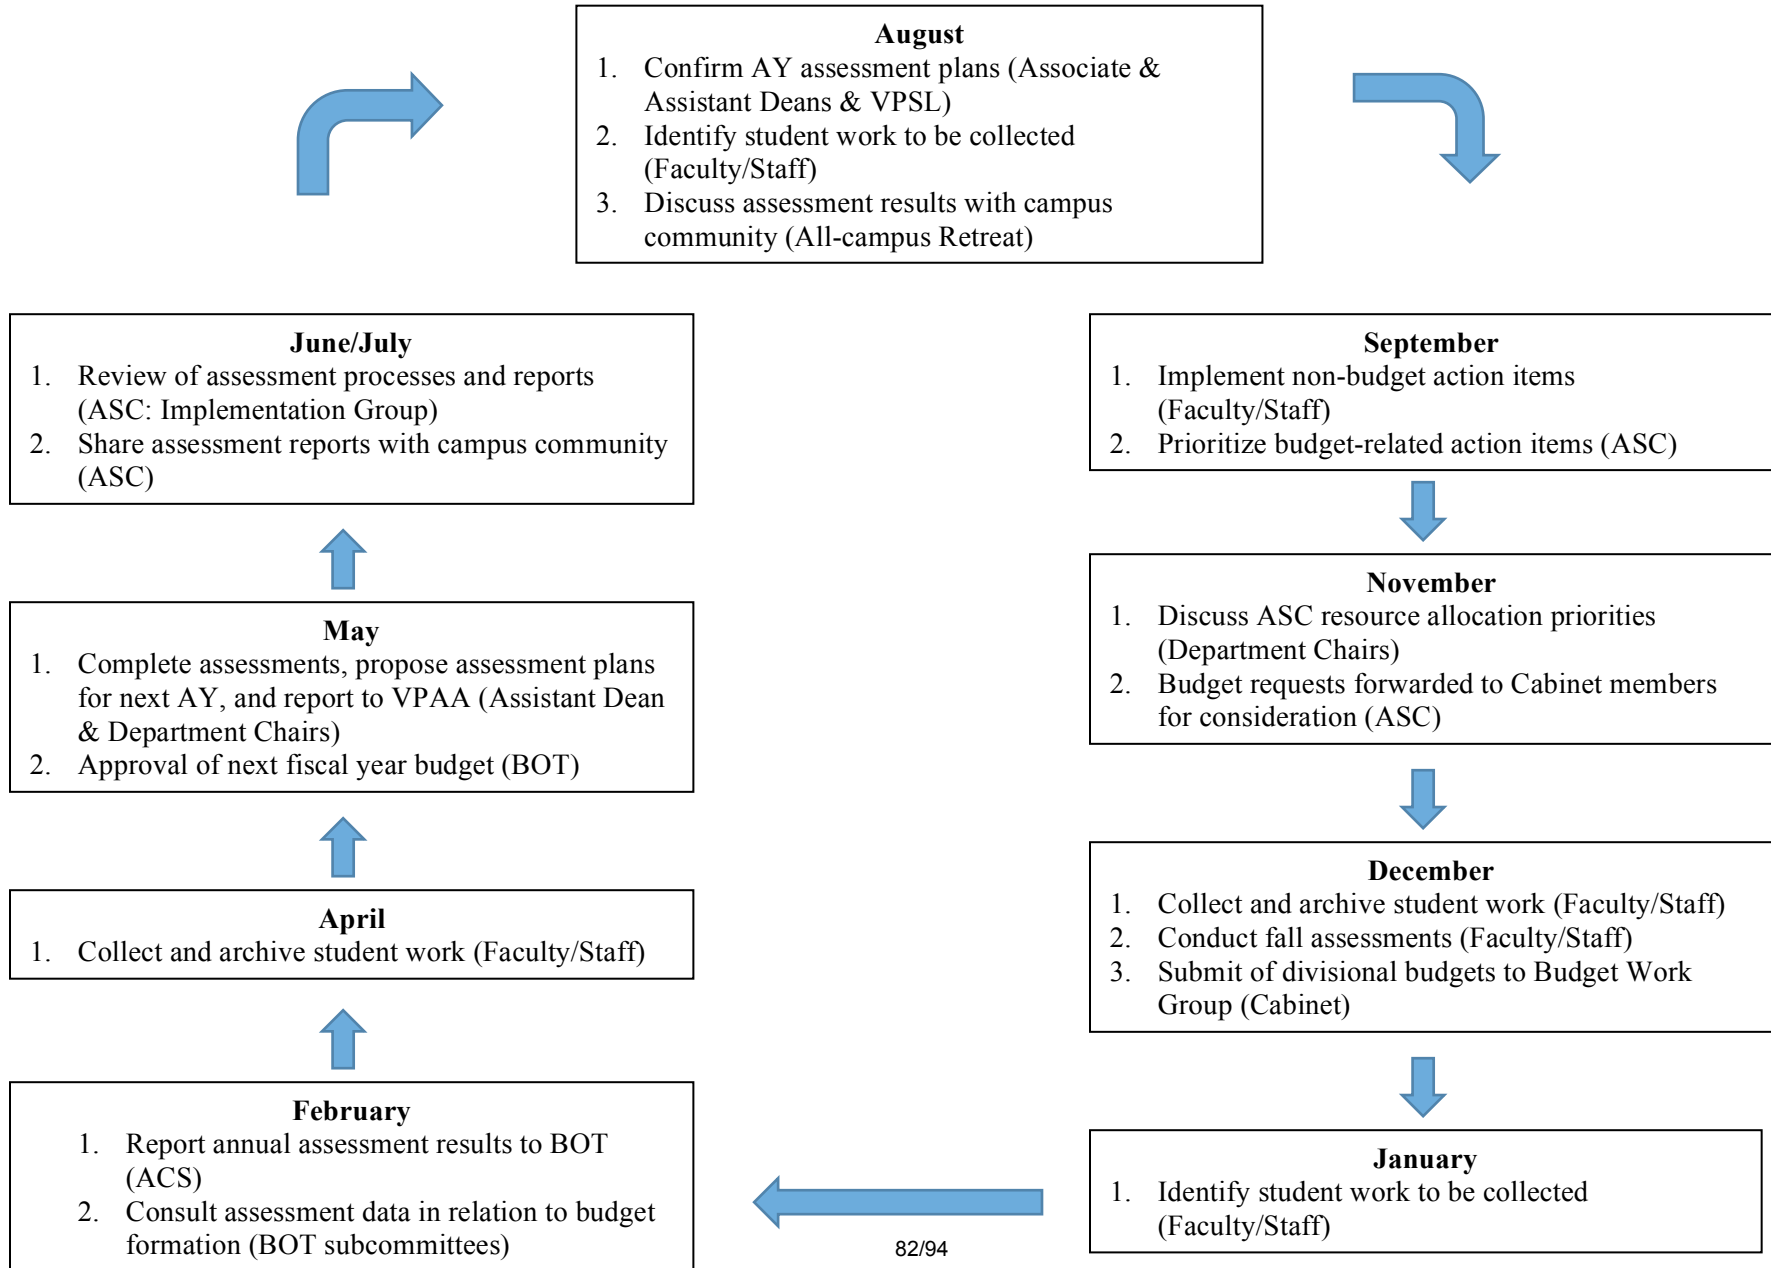 August
1. Confirm AY assessment plans (Associate &
Assistant Deans & VPSL)
2. Identify student work to be collected
(Faculty/Staff)
3. Discuss assessment results with campus
community (All-campus Retreat)
September
1. Implement non-budget action items
(Faculty/Staff)
2. Prioritize budget-related action items (ASC)
November
1. Discuss ASC resource allocation priorities
(Department Chairs)
2. Budget requests forwarded to Cabinet members
for consideration (ASC)
December
1. Collect and archive student work (Faculty/Staff)
2. Conduct fall assessments (Faculty/Staff)
3. Submit of divisional budgets to Budget Work
Group (Cabinet)
January
1. Identify student work to be collected
(Faculty/Staff)
February
1. Report annual assessment results to BOT
(ACS)
2. Consult assessment data in relation to budget
formation (BOT subcommittees)
April
1. Collect and archive student work (Faculty/Staff)
May
1. Complete assessments, propose assessment plans
for next AY, and report to VPAA (Assistant Dean
& Department Chairs)
2. Approval of next fiscal year budget (BOT)
June/July
1. Review of assessment processes and reports
(ASC: Implementation Group)
2. Share assessment reports with campus community
(ASC)
82/94